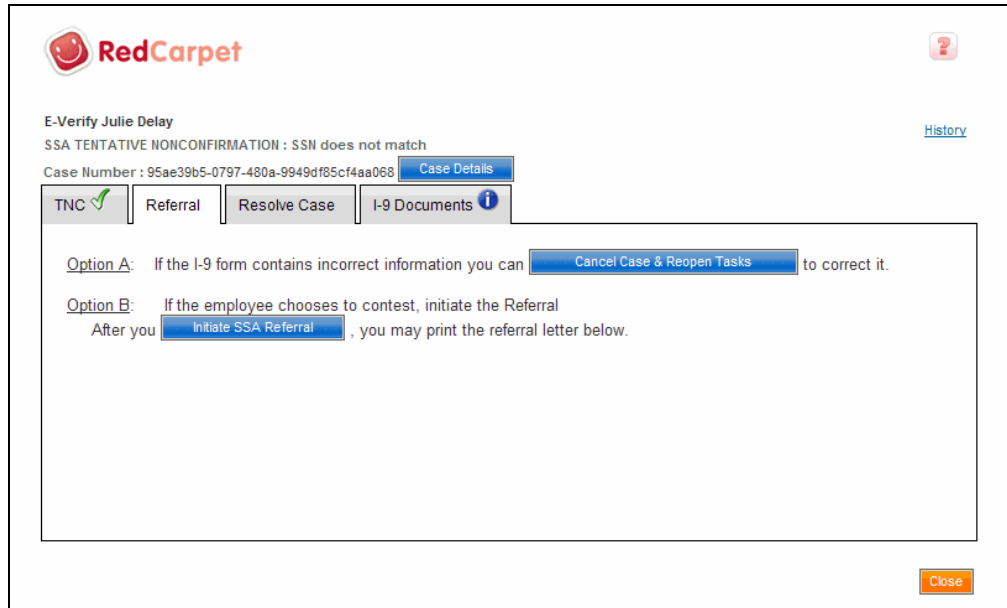 RedCarpet
?
E-Verify Julie Delay
History
SSA TENTATIVE NONCONFIRMATION : SSN does not match
Case Number : 95ae39b5-0797-480a-9949df85cf4aa068 Case Details
TNC Referral Resolve Case I-9 Documents i
Option A: If the I-9 form contains incorrect information you can Cancel Case & Reopen Tasks to correct it.
Option B: If the employee chooses to contest, initiate the Referral
After you Initiate SSA Referral , you may print the referral letter below.
Close